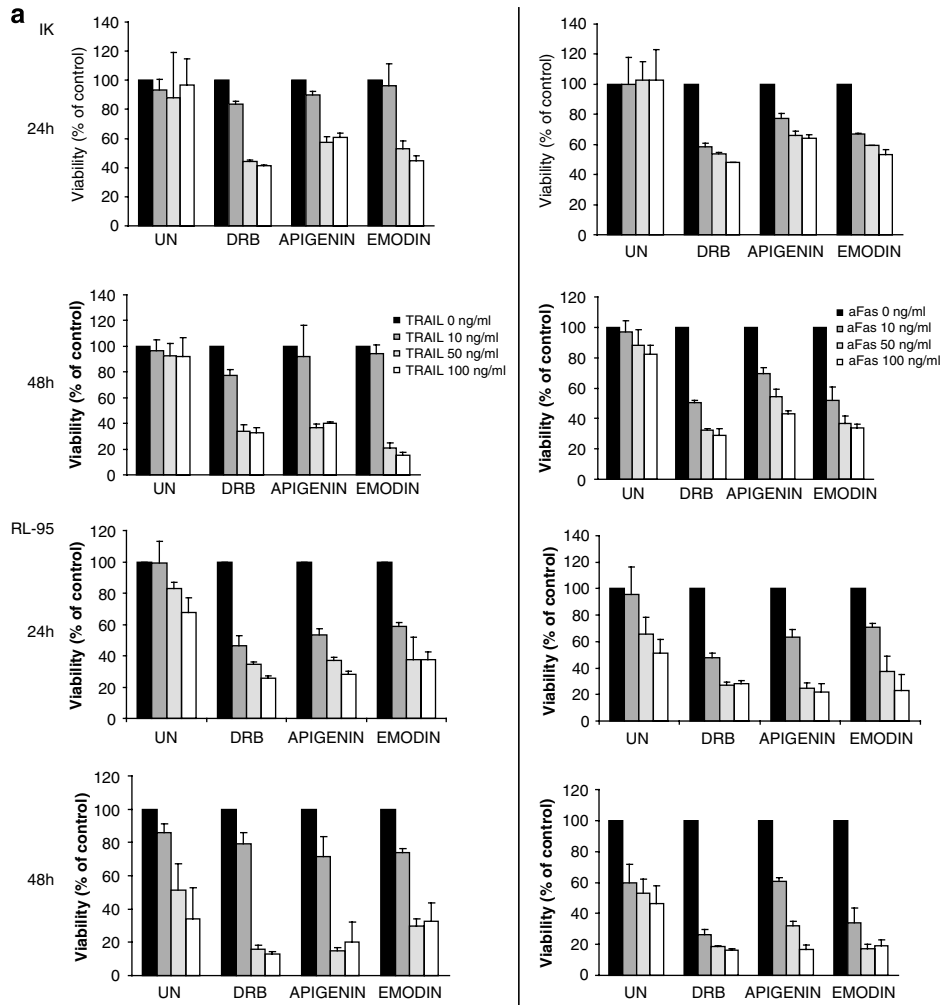 a
IK
24h
Viability (% of control)
140
120
100
80
60
40
20
0
UN DRB APIGENIN EMODIN
Viability (% of control)
140
120
100
80
60
40
20
0
UN DRB APIGENIN EMODIN
48h
Viability (% of control)
140
120
100
80
60
40
20
0
TRAIL 0 ng/ml
TRAIL 10 ng/ml
TRAIL 50 ng/ml
TRAIL 100 ng/ml
UN DRB APIGENIN EMODIN
Viability (% of control)
120
100
80
60
40
20
0
aFas 0 ng/ml
aFas 10 ng/ml
aFas 50 ng/ml
aFas 100 ng/ml
UN DRB APIGENIN EMODIN
RL-95
24h
Viability (% of control)
120
100
80
60
40
20
0
UN DRB APIGENIN EMODIN
Viability (% of control)
140
120
100
80
60
40
20
0
UN DRB APIGENIN EMODIN
48h
Viability (% of control)
120
100
80
60
40
20
0
UN DRB APIGENIN EMODIN
Viability (% of control)
120
100
80
60
40
20
0
UN DRB APIGENIN EMODIN